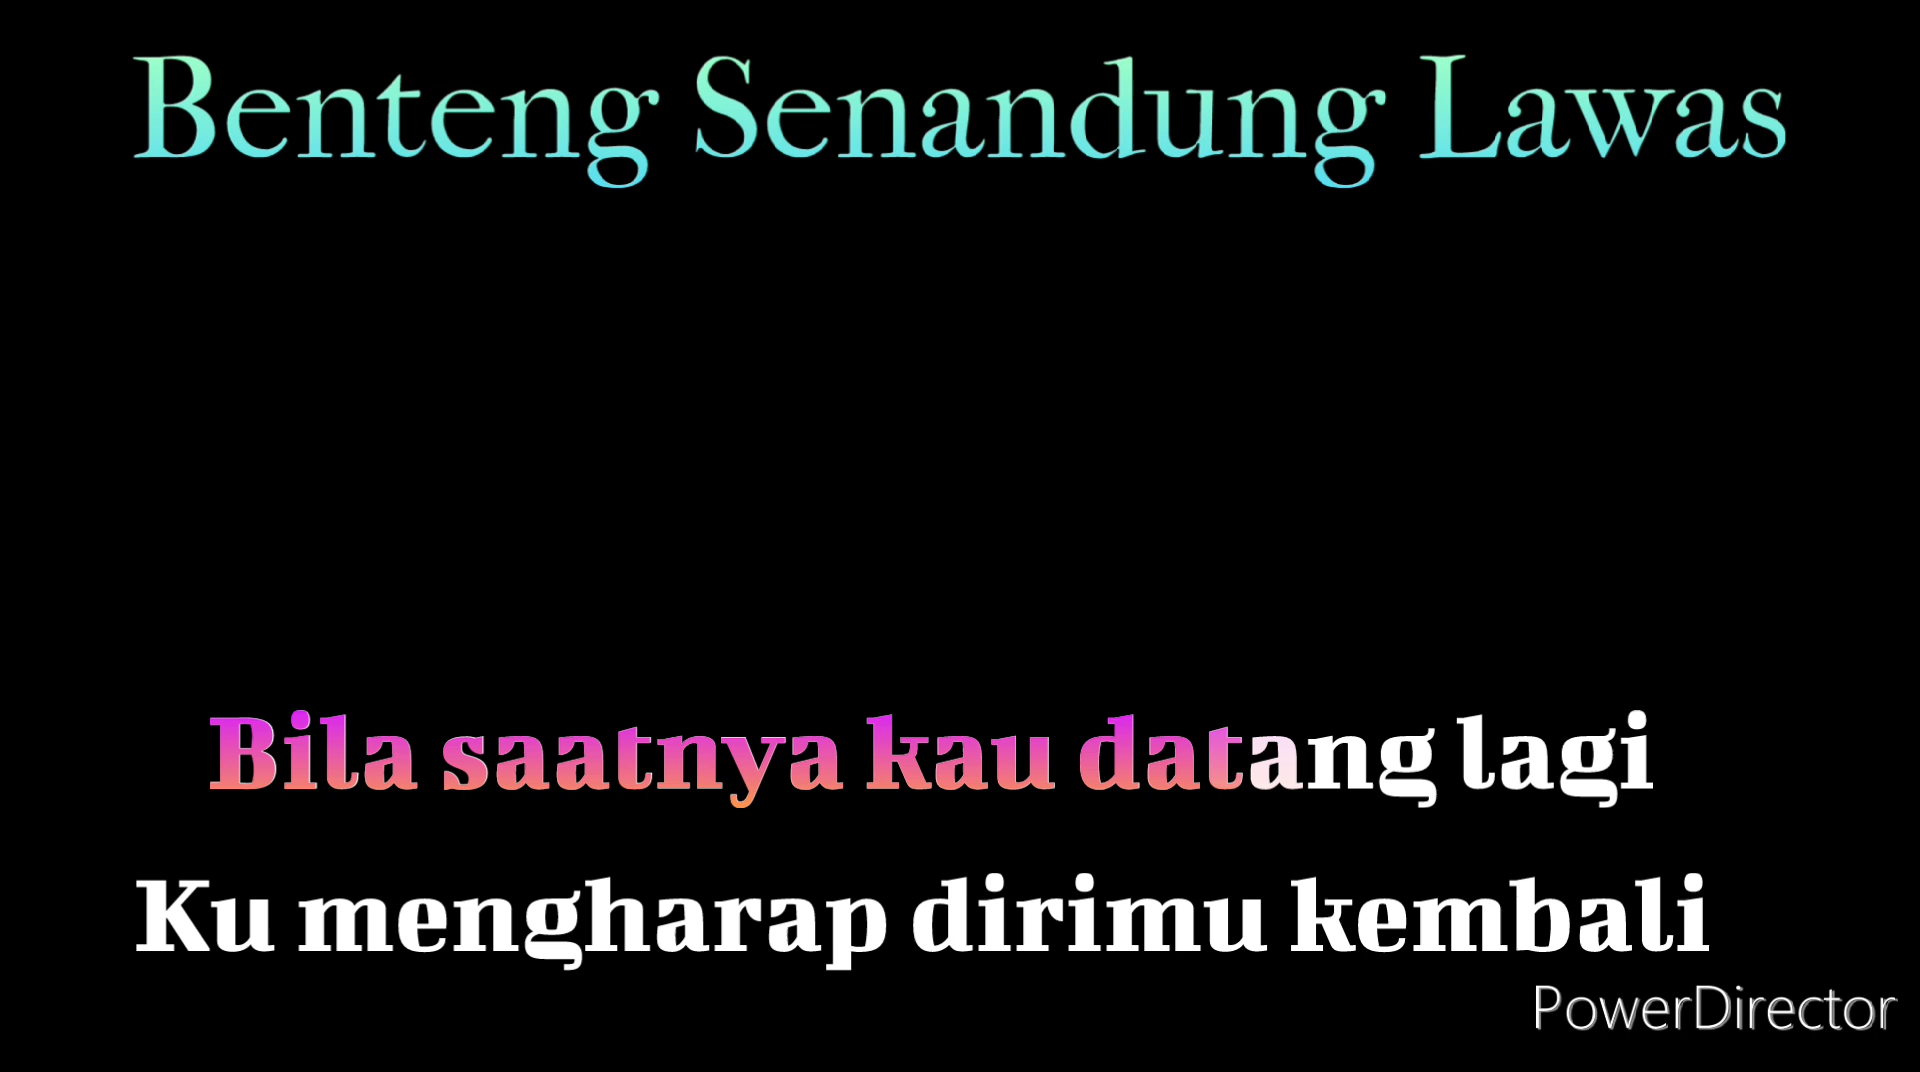 Benteng Senandung Lawas
Bila saatnya kau datang lagi
Ku mengharap dirimu kembali
PowerDirector